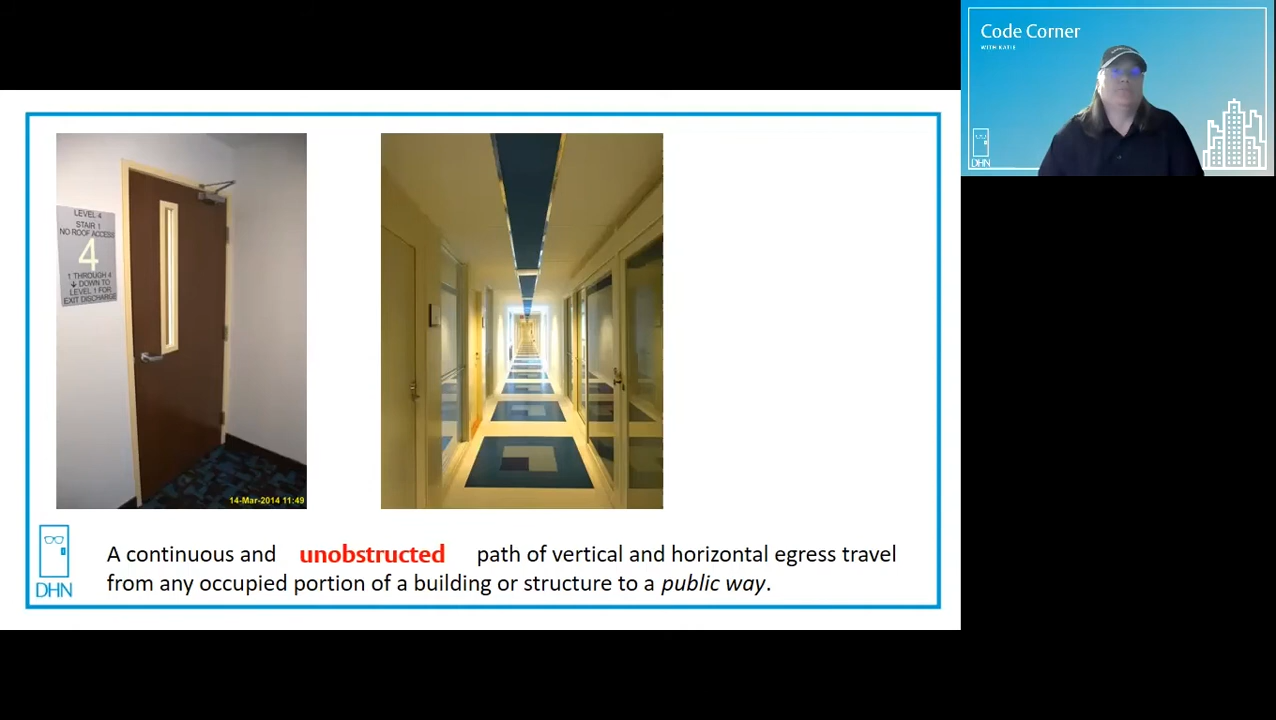 Code Corner
WITH KATIE
DHN
LEVEL 4
STAIR 1
NO ROOF ACCESS
4
1 THROUGH 4
↓ DOWN TO
LEVEL 1 FOR
EXIT DISCHARGE
14-Mar-2014 11:49
DHN
A continuous and unobstructed path of vertical and horizontal egress travel
from any occupied portion of a building or structure to a public way.